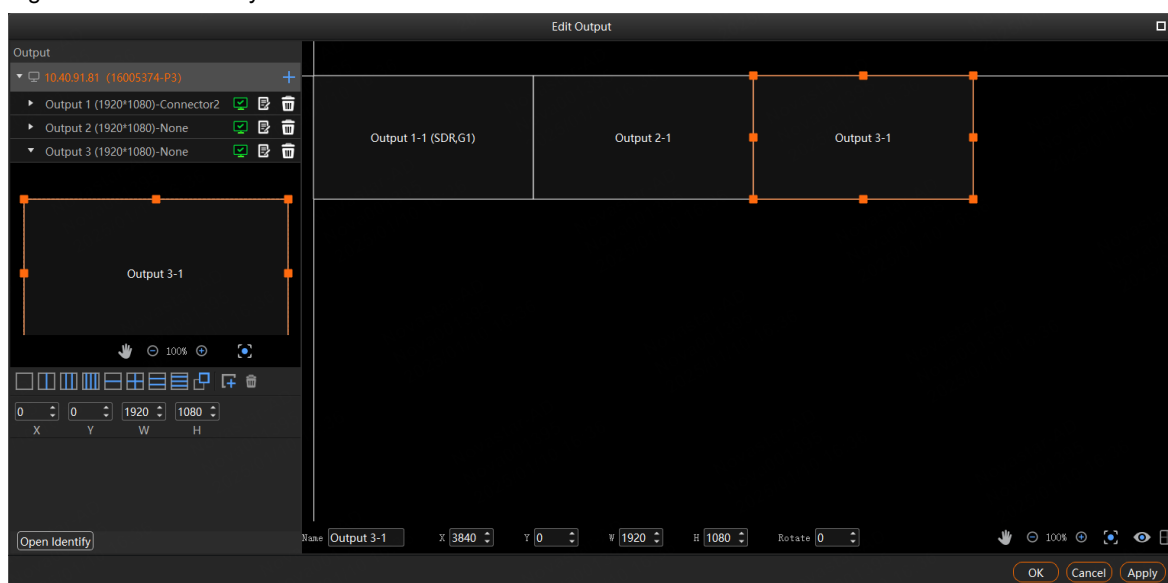 Edit Output
Output
10.40.91.81 (16005374-P3)
Output 1 (1920*1080)-Connector2
Output 2 (1920*1080)-None
Output 3 (1920*1080)-None
Output 3-1
100%
0 0 1920 1080
X Y W H
Open Identify
Output 1-1 (SDR,G1)
Output 2-1
Output 3-1
Name Output 3-1 X 3840 Y 0 W 1920 H 1080 Rotate 0
100%
OK Cancel Apply